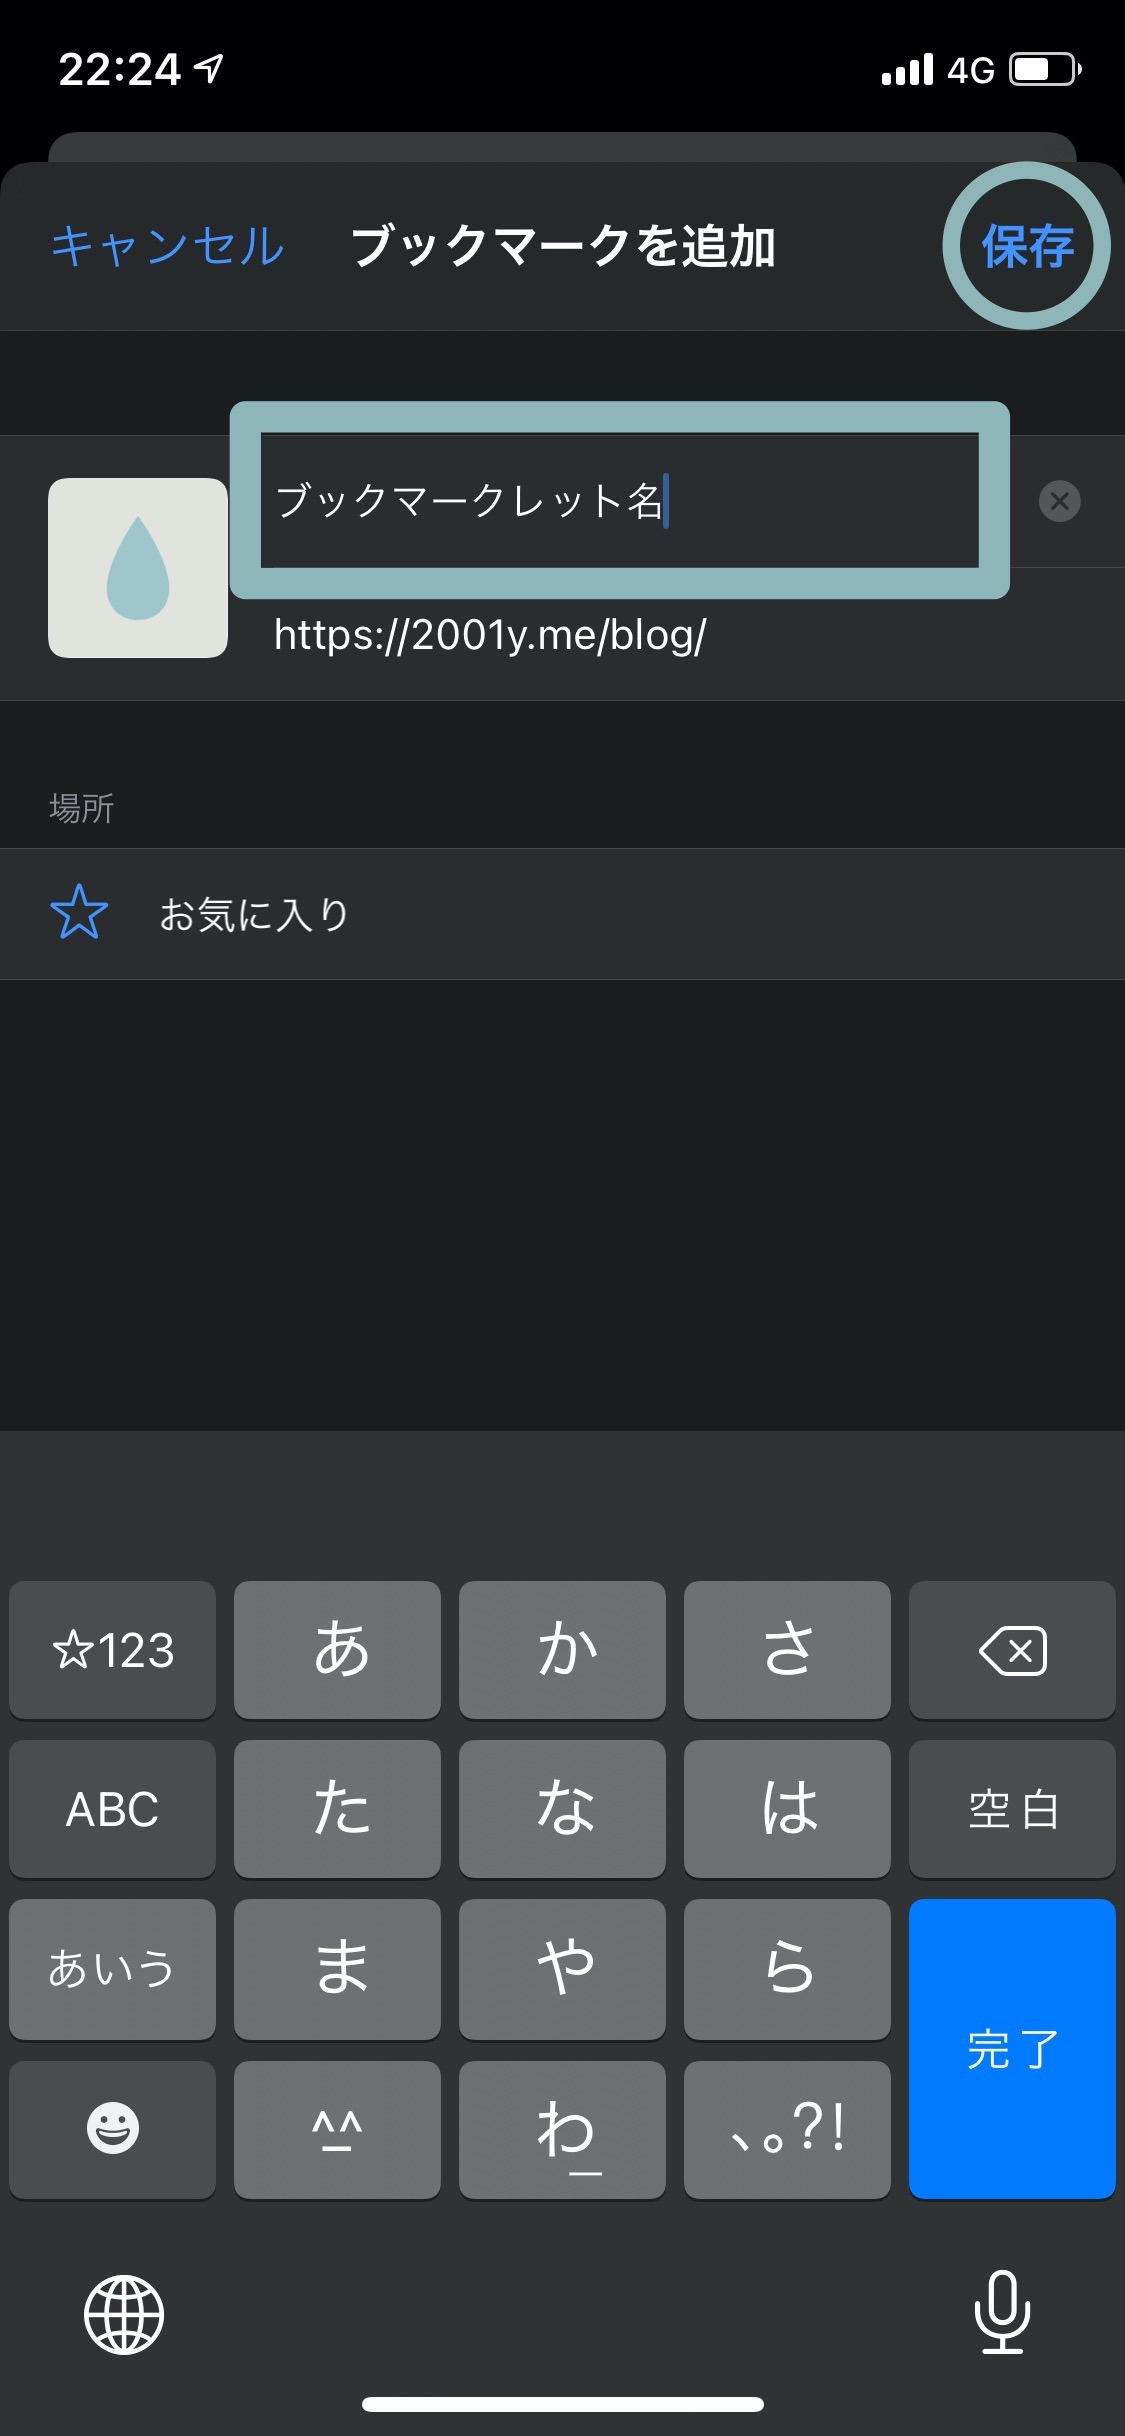 22:24 4G
キャンセル ブックマークを追加 保存
ブックマークレット名
https://2001y.me/blog/
場所
お気に入り
☆123 あ か さ
ABC た な は 空白
あいう ま や ら
完了
^^ わ 、。?!